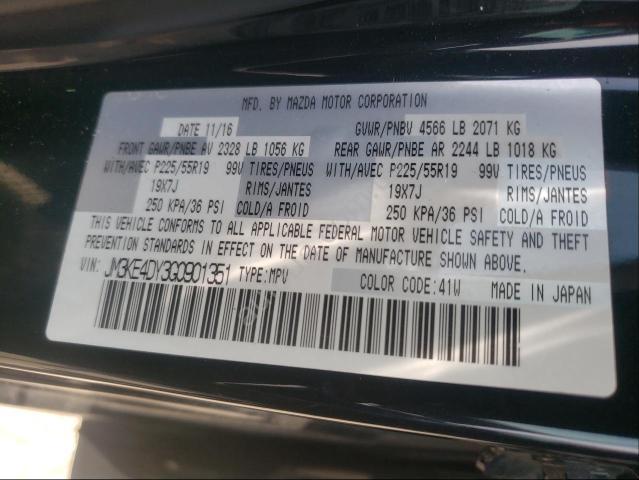 MFD. BY MAZDA MOTOR CORPORATION
DATE 11/16 GVWR/PNBV 4566 LB 2071 KG
FRONT GAWR/PNBE AV 2328 LB 1056 KG REAR GAWR/PNBE AR 2244 LB 1018 KG
WITH/AVEC P225/55R19 99V TIRES/PNEUS WITH/AVEC P225/55R19 99V TIRES/PNEUS
19X7J RIMS/JANTES 19X7J RIMS/JANTES
250 KPA/36 PSI COLD/A FROID 250 KPA/36 PSI COLD/A FROID
THIS VEHICLE CONFORMS TO ALL APPLICABLE FEDERAL MOTOR VEHICLE SAFETY AND THEFT
PREVENTION STANDARDS IN EFFECT ON THE DATE OF MANUFACTURE SHOWN ABOVE.
VIN: JM3KE4DY3G0901351 TYPE:MPV COLOR CODE:41W MADE IN JAPAN